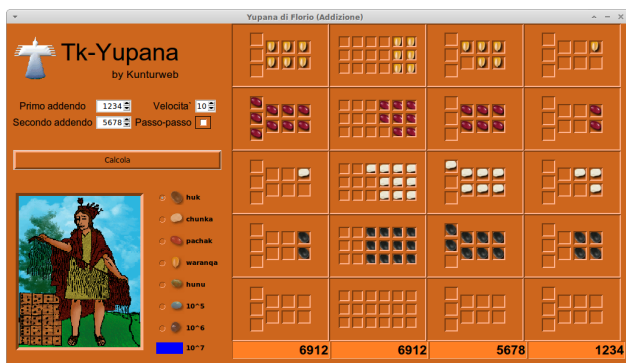 Yupana di Florio (Addizione)
Tk-Yupana
by Kunturweb
Primo addendo 1234 Velocita` 10
Secondo addendo 5678 Passo-passo
Calcola
huk
chunka
pachak
waranqa
hunu
10^5
10^6
10^7
6912 6912 5678 1234